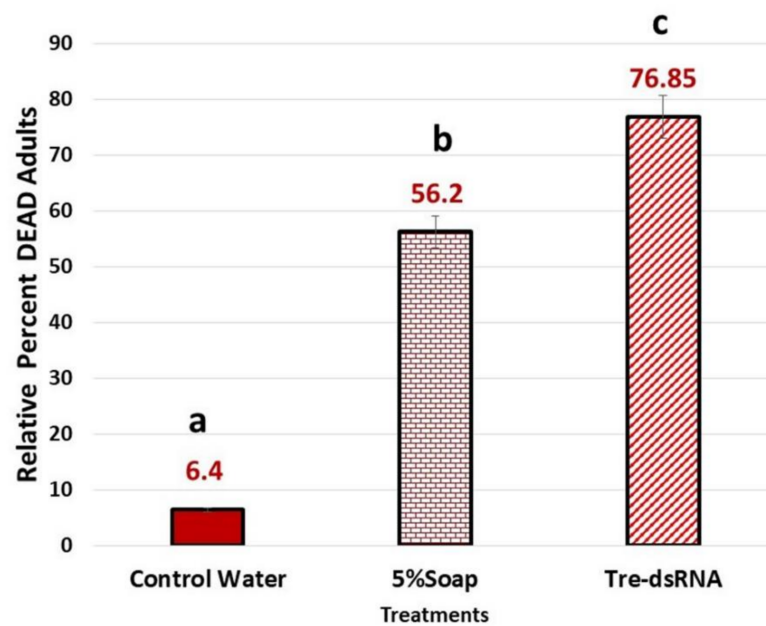 c
90
76.85
80
b
70
56.2
60
50
40
30
a
20
6.4
10
0
Relative Percent DEAD Adults
Control Water
5%Soap
Tre-dsRNA
Treatments